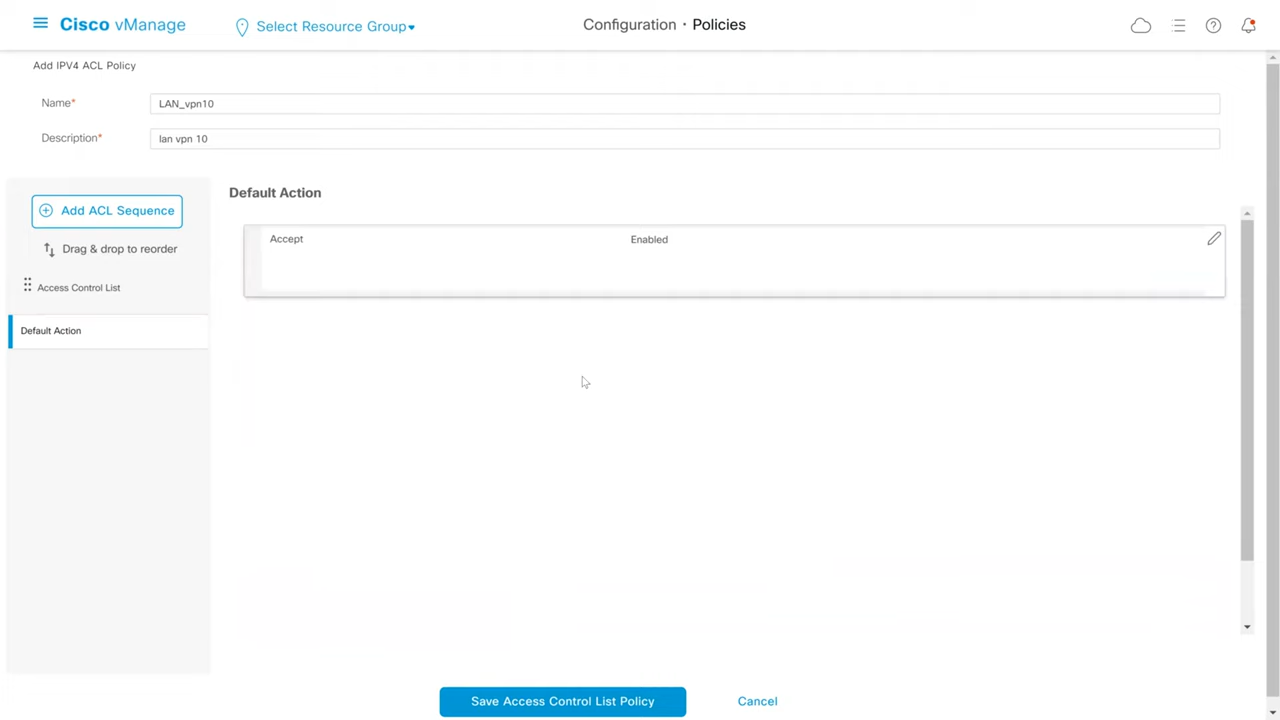 Cisco vManage
Select Resource Group
Configuration · Policies
Add IPV4 ACL Policy
Name*
LAN_vpn10
Description*
lan vpn 10
Add ACL Sequence
Drag & drop to reorder
Access Control List
Default Action
Default Action
Accept Enabled
Save Access Control List Policy
Cancel